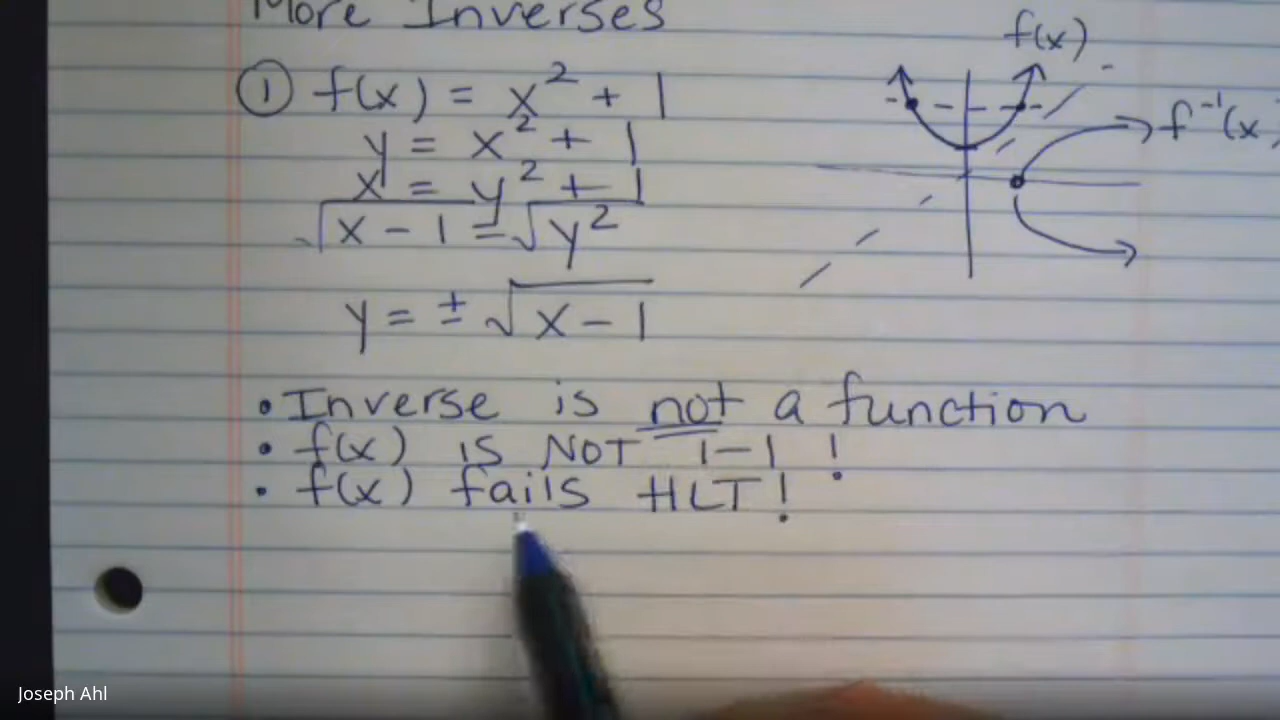 More Inverses
① f(x) = x² + 1
y = x² + 1
x = y² + 1
√x - 1 = √y²
y = ± √x - 1
• Inverse is not a function
• f(x) is NOT 1-1 !
• f(x) fails HLT!
f(x)
f⁻¹(x)
Joseph Ahl